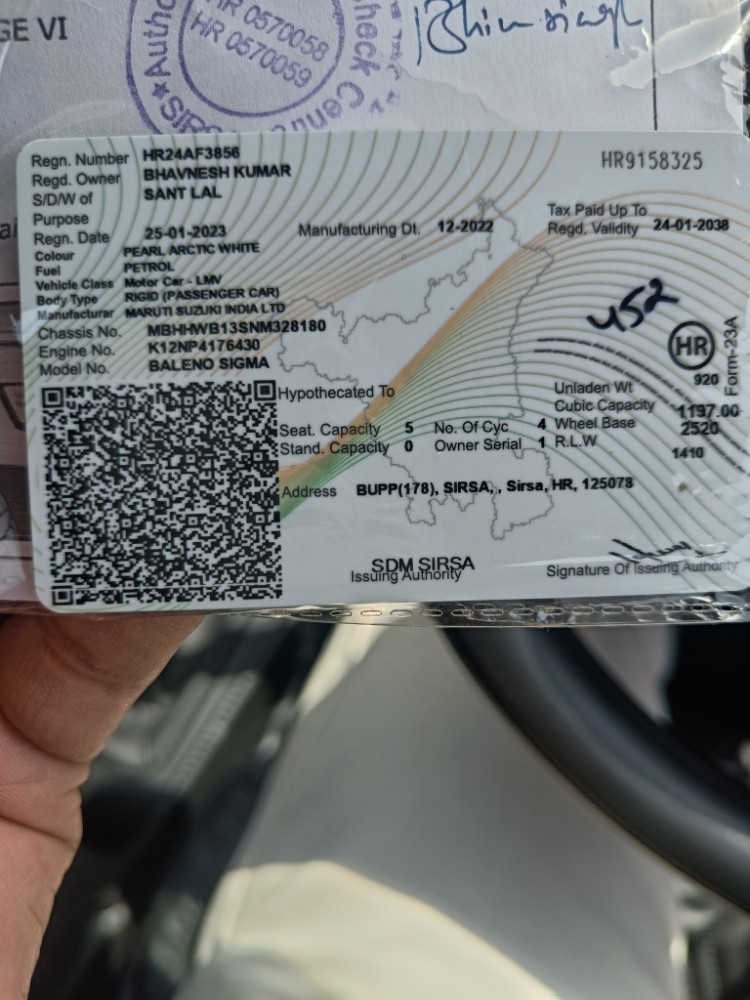 GE VI
HR 0570058
HR 0570059
Autho
heck Cent
SIRS
HR9158325
Regn. Number HR24AF3856
Regd. Owner BHAVNESH KUMAR
S/D/W of SANT LAL
Purpose
Regn. Date 25-01-2023 Manufacturing Dt. 12-2022
Tax Paid Up To
Regd. Validity 24-01-2038
Colour PEARL ARCTIC WHITE
Fuel PETROL
Vehicle Class Motor Car - LMV
Body Type RIGID (PASSENGER CAR)
Manufacturer MARUTI SUZUKI INDIA LTD
Chassis No. MBHHWB13SNM328180
Engine No. K12NP4176430
Model No. BALENO SIGMA
452
HR
Form-23A
Hypothecated To
Unladen Wt 920
Cubic Capacity 1197.00
Seat. Capacity 5 No. Of Cyc 4 Wheel Base 2520
Stand. Capacity 0 Owner Serial 1 R.L.W 1410
Address BUPP(178), SIRSA, , Sirsa, HR, 125078
SDM SIRSA
Issuing Authority
Signature Of Issuing Authority